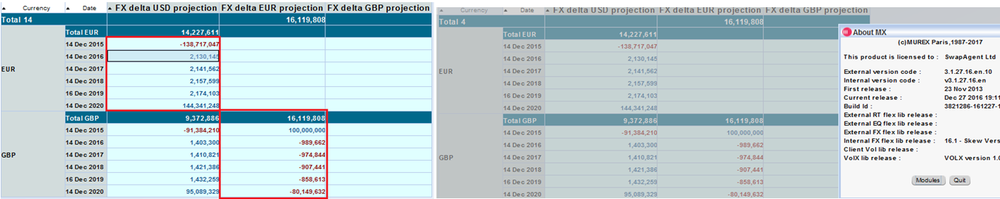 Currency Date FX delta USD projection FX delta EUR projection FX delta GBP projection
Total 14 16,119,808
Total EUR 14,227,611
14 Dec 2015 -138,717,047
14 Dec 2016 2,130,145
EUR 14 Dec 2017 2,141,562
14 Dec 2018 2,157,599
16 Dec 2019 2,174,103
14 Dec 2020 144,341,248
Total GBP 9,372,886 16,119,808
14 Dec 2015 -91,384,210 100,000,000
14 Dec 2016 1,403,300 -989,662
GBP 14 Dec 2017 1,410,821 -974,844
14 Dec 2018 1,421,386 -907,441
16 Dec 2019 1,432,259 -858,613
14 Dec 2020 95,089,329 -80,149,632
Currency Date FX delta USD projection FX delta EUR projection FX delta GBP projection
Total 4 16,119,808
Total EUR 14,227,611
14 Dec 2015 -138,717,047
14 Dec 2016 2,130,145
EUR 14 Dec 2017 2,141,562
14 Dec 2018 2,157,599
16 Dec 2019 2,174,103
14 Dec 2020 144,341,248
Total GBP 9,372,886 16,119,808
14 Dec 2015 -91,384,210 100,000,000
14 Dec 2016 1,403,300 -989,662
GBP 14 Dec 2017 1,410,821 -974,844
14 Dec 2018 1,421,386 -907,441
16 Dec 2019 1,432,259 -858,613
14 Dec 2020 95,089,329 -80,149,632
About MX
(c)MUREX Paris,1987-2017
This product is licensed to : SwapAgent Ltd
External version code : 3.1.27.16.en.10
Internal version code : v3.1.27.16.en
First release : 23 Nov 2013
Current release : Dec 27 2016 19:11
Build Id : 3821286-161227-1
External RT flex lib release :
External EQ flex lib release :
External FX flex lib release :
Internal FX flex lib release : 16.1 - Skew Vers
Client Vol lib release :
VolX lib release : VOLX version 1.0
Modules Quit